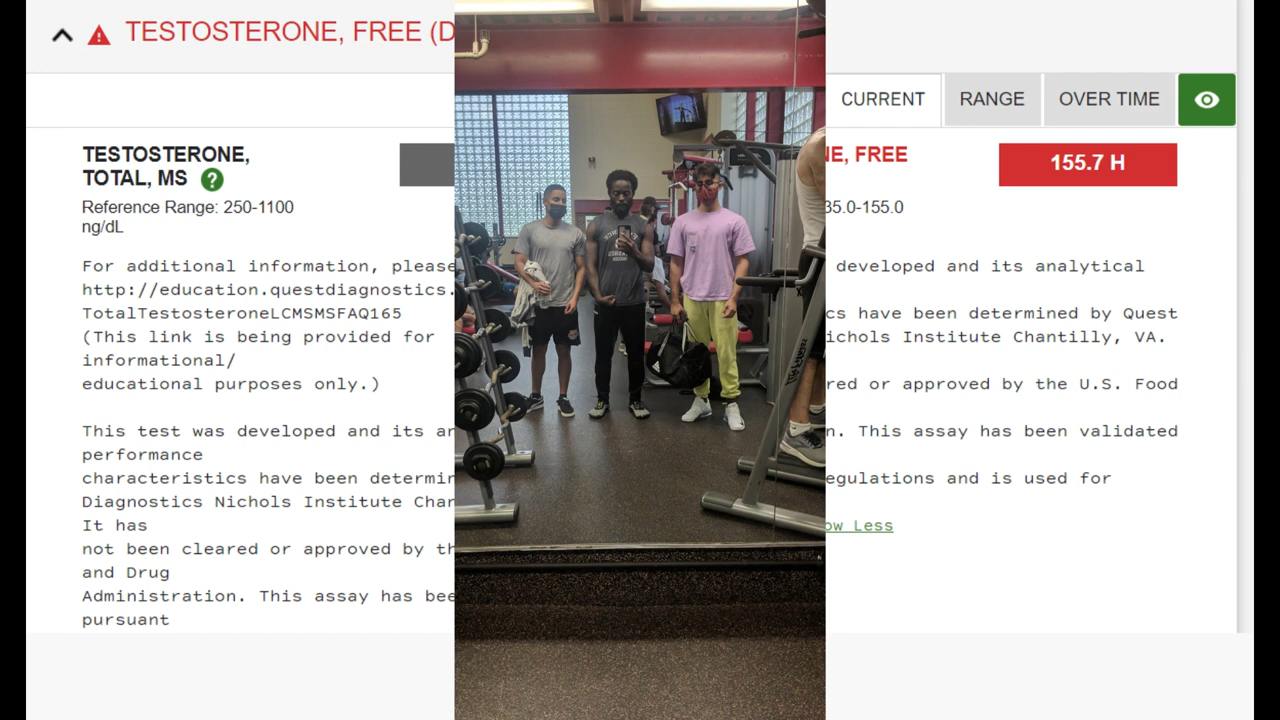 TESTOSTERONE, FREE (D
CURRENT
RANGE
OVER TIME
TESTOSTERONE,
TOTAL, MS ?
Reference Range: 250-1100
ng/dL
For additional information, please
http://education.questdiagnostics.
TotalTestosteroneLCMSMSFAQ165
(This link is being provided for
informational/
educational purposes only.)
This test was developed and its an
performance
characteristics have been determin
Diagnostics Nichols Institute Char
It has
not been cleared or approved by th
and Drug
Administration. This assay has bee
pursuant
NE, FREE
155.7 H
35.0-155.0
developed and its analytical
cs have been determined by Quest
ichols Institute Chantilly, VA.
red or approved by the U.S. Food
n. This assay has been validated
egulations and is used for
ow Less